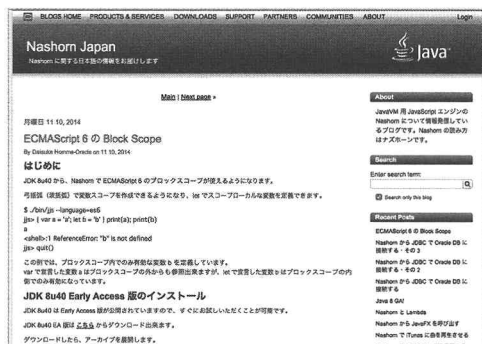 BLOGS HOME PRODUCTS & SERVICES DOWNLOADS SUPPORT PARTNERS COMMUNITIES ABOUT Login
Nashorn Japan
Nashorn に関する日本語の情報をお届けします
Java
Main | Next page »
月曜日 11 10, 2014
ECMAScript 6 の Block Scope
By Daisuke Homma-Oracle on 11.10, 2014
はじめに
JDK 8u40 から、Nashorn で ECMAScript 6 のブロックスコープが使えるようになります。
弓括弧（波括弧）で変数スコープを作成できるようになり、let でスコープローカルな変数を定義できます。
$ ./bin/jjs --language=es6
jjs> { var a = 'a'; let b = 'b' } print(a); print(b)
a
<shell>:1 ReferenceError: "b" is not defined
jjs> quit()
この例では、ブロックスコープ内でのみ有効な変数 b を定義しています。
var で宣言した変数 a はブロックスコープの外からも参照出来ますが、let で宣言した変数 b はブロックスコープの内
側でのみ有効になっています。
JDK 8u40 Early Access 版のインストール
JDK 8u40 は Early Access 版が公開されていますので、すぐにお試しいただくことが可能です。
JDK 8u40 EA 版は こちら からダウンロード出来ます。
ダウンロードしたら、アーカイブを展開します。
About
JavaVM 用 JavaScript エンジンの
Nashorn について情報発信してい
るブログです。Nashorn の読み方
はナズホーンです。
Search
Enter search term:
Search only this blog
Recent Posts
ECMAScript 6 の Block Scope
Nashorn から JDBC で Oracle DB に
接続する・その 3
Nashorn から JDBC で Oracle DB に
接続する・その 2
Nashorn から JDBC で Oracle DB に
接続する
Java 8 GA!
Nashorn と Lambda
Nashorn から JavaFX を呼び出す
Nashorn で iTunes に曲を再生させる